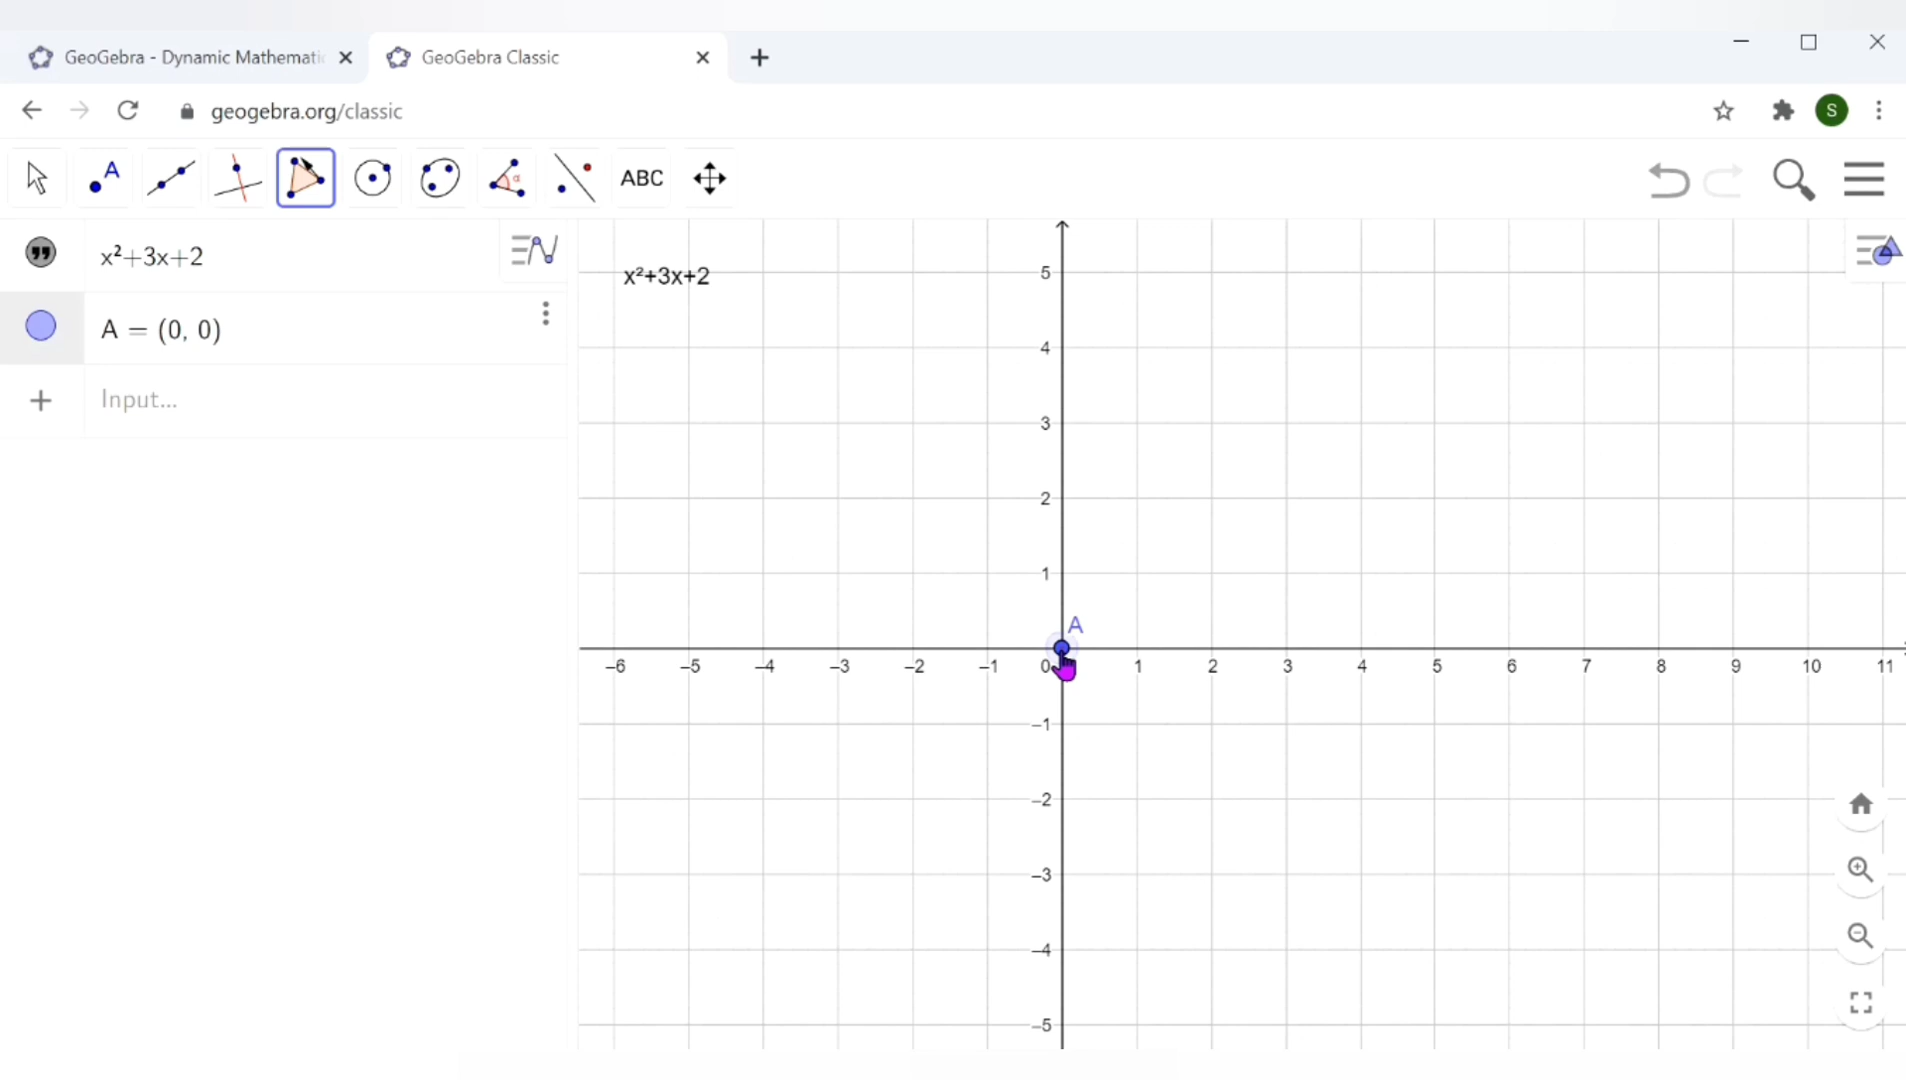 GeoGebra - Dynamic Mathemati
GeoGebra Classic
geogebra.org/classic
S
A
α
ABC
x²+3x+2
A = (0, 0)
Input...
x²+3x+2
5
4
3
2
1
A
–6 –5 –4 –3 –2 –1 0 1 2 3 4 5 6 7 8 9 10 11
–1
–2
–3
–4
–5